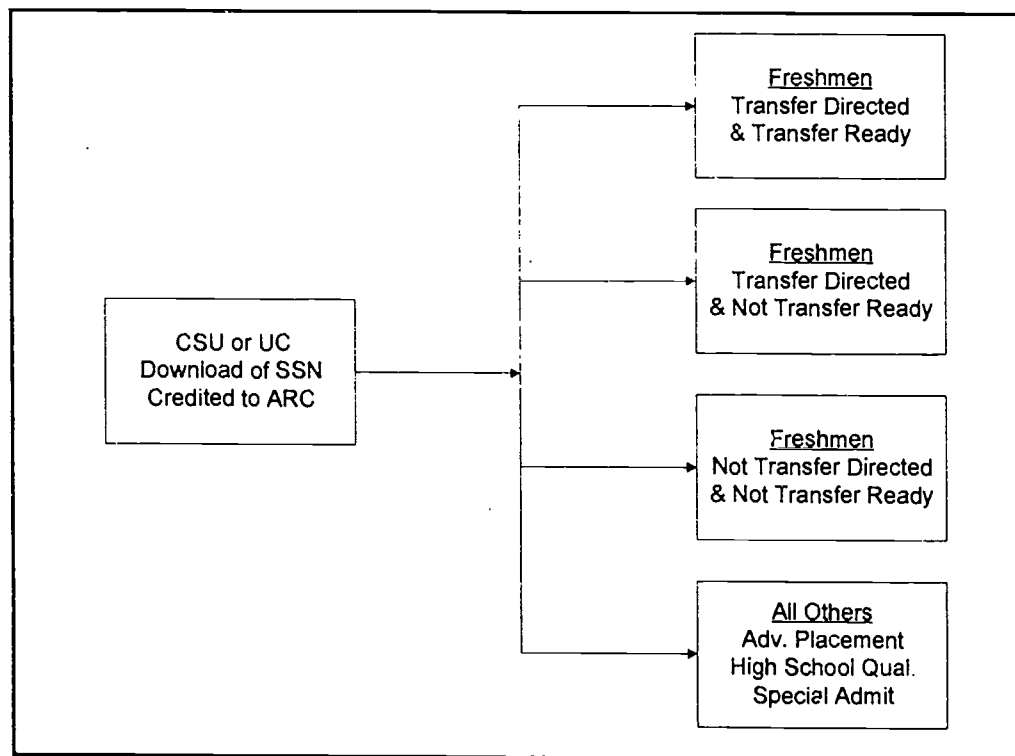 Freshmen
Transfer Directed
& Transfer Ready
Freshmen
Transfer Directed
& Not Transfer Ready
CSU or UC
Download of SSN
Credited to ARC
Freshmen
Not Transfer Directed
& Not Transfer Ready
All Others
Adv. Placement
High School Qual.
Special Admit